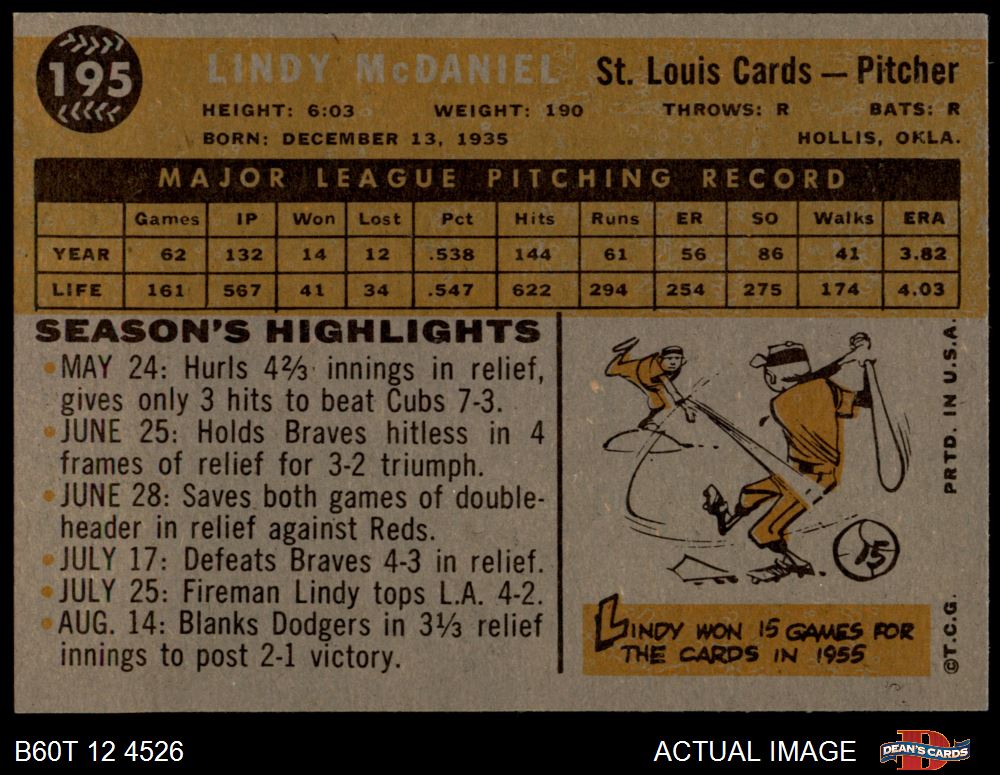 195
LINDY McDANIEL St. Louis Cards — Pitcher
HEIGHT: 6:03 WEIGHT: 190 THROWS: R BATS: R
BORN: DECEMBER 13, 1935 HOLLIS, OKLA.
MAJOR LEAGUE PITCHING RECORD
Games IP Won Lost Pct Hits Runs ER SO Walks ERA
YEAR 62 132 14 12 .538 144 61 56 86 41 3.82
LIFE 161 567 41 34 .547 622 294 254 275 174 4.03
SEASON'S HIGHLIGHTS
•MAY 24: Hurls 4⅔ innings in relief,
gives only 3 hits to beat Cubs 7-3.
•JUNE 25: Holds Braves hitless in 4
frames of relief for 3-2 triumph.
•JUNE 28: Saves both games of double-
header in relief against Reds.
•JULY 17: Defeats Braves 4-3 in relief.
•JULY 25: Fireman Lindy tops L.A. 4-2.
•AUG. 14: Blanks Dodgers in 3⅓ relief
innings to post 2-1 victory.
15
LINDY WON 15 GAMES FOR
THE CARDS IN 1955
©T.C.G. PRTD. IN U.S.A.
B60T 12 4526 ACTUAL IMAGE DEAN'S CARDS